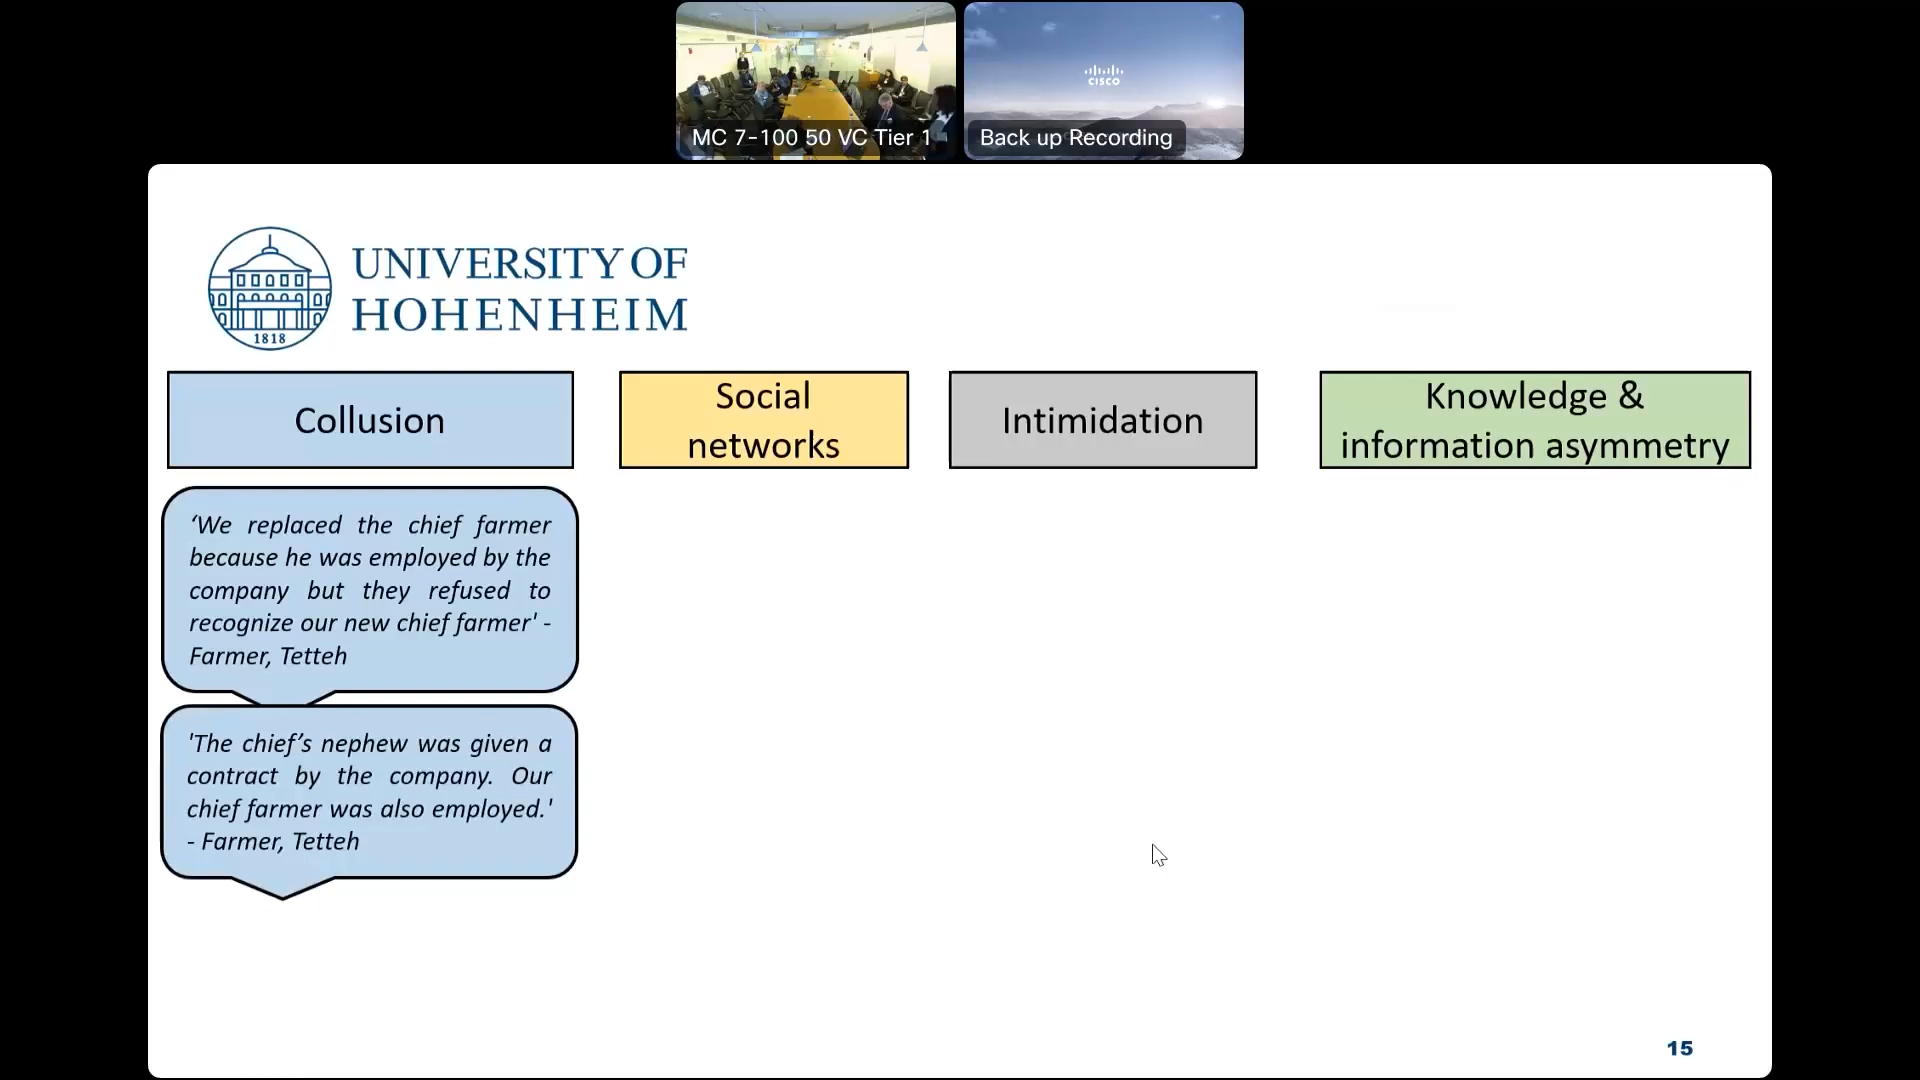 MC 7-100 50 VC Tier 1
CISCO
Back up Recording
UNIVERSITY OF
HOHENHEIM
1818
Collusion
Social
networks
Intimidation
Knowledge &
information asymmetry
‘We replaced the chief farmer
because he was employed by the
company but they refused to
recognize our new chief farmer' -
Farmer, Tetteh
'The chief’s nephew was given a
contract by the company. Our
chief farmer was also employed.'
- Farmer, Tetteh
15